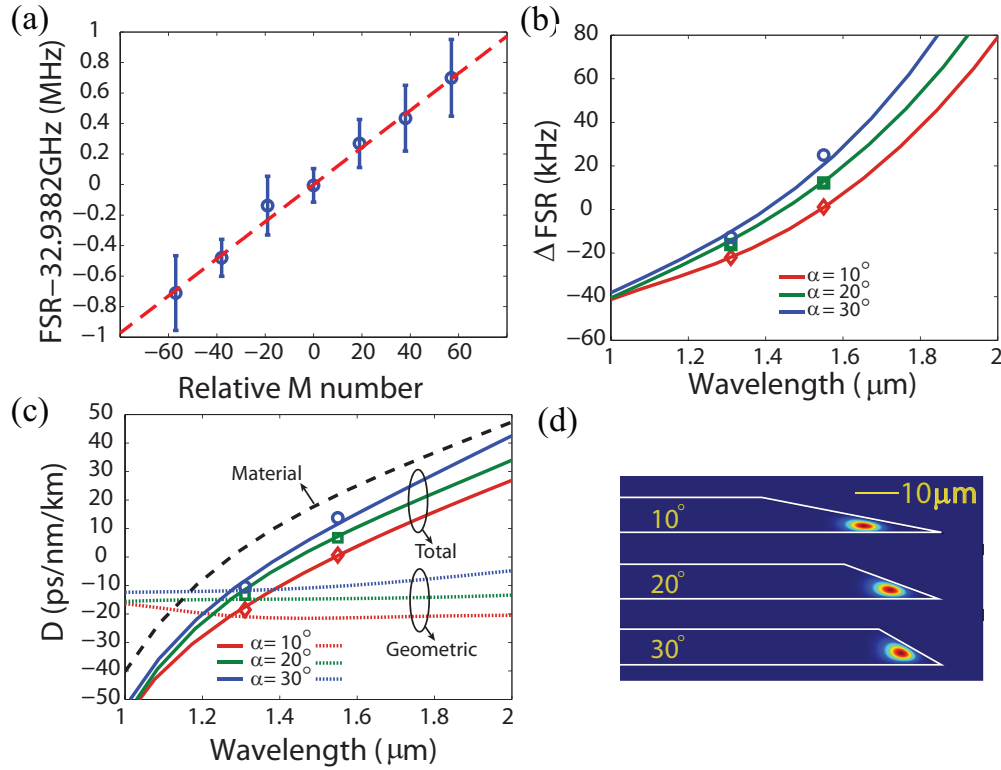 (a)
FSR−32.9382GHz (MHz)
1
0.8
0.6
0.4
0.2
0
−0.2
−0.4
−0.6
−0.8
−1
−60 −40 −20 0 20 40 60
Relative M number
(b)
Δ FSR (kHz)
80
60
40
20
0
−20
−40
−60
α = 10°
α = 20°
α = 30°
1 1.2 1.4 1.6 1.8 2
Wavelength ( μm)
(c)
D (ps/nm/km)
50
40
30
20
10
0
−10
−20
−30
−40
−50
Material
Total
Geometric
α = 10°
α = 20°
α = 30°
1 1.2 1.4 1.6 1.8 2
Wavelength ( μm)
(d)
10μm
10°
20°
30°